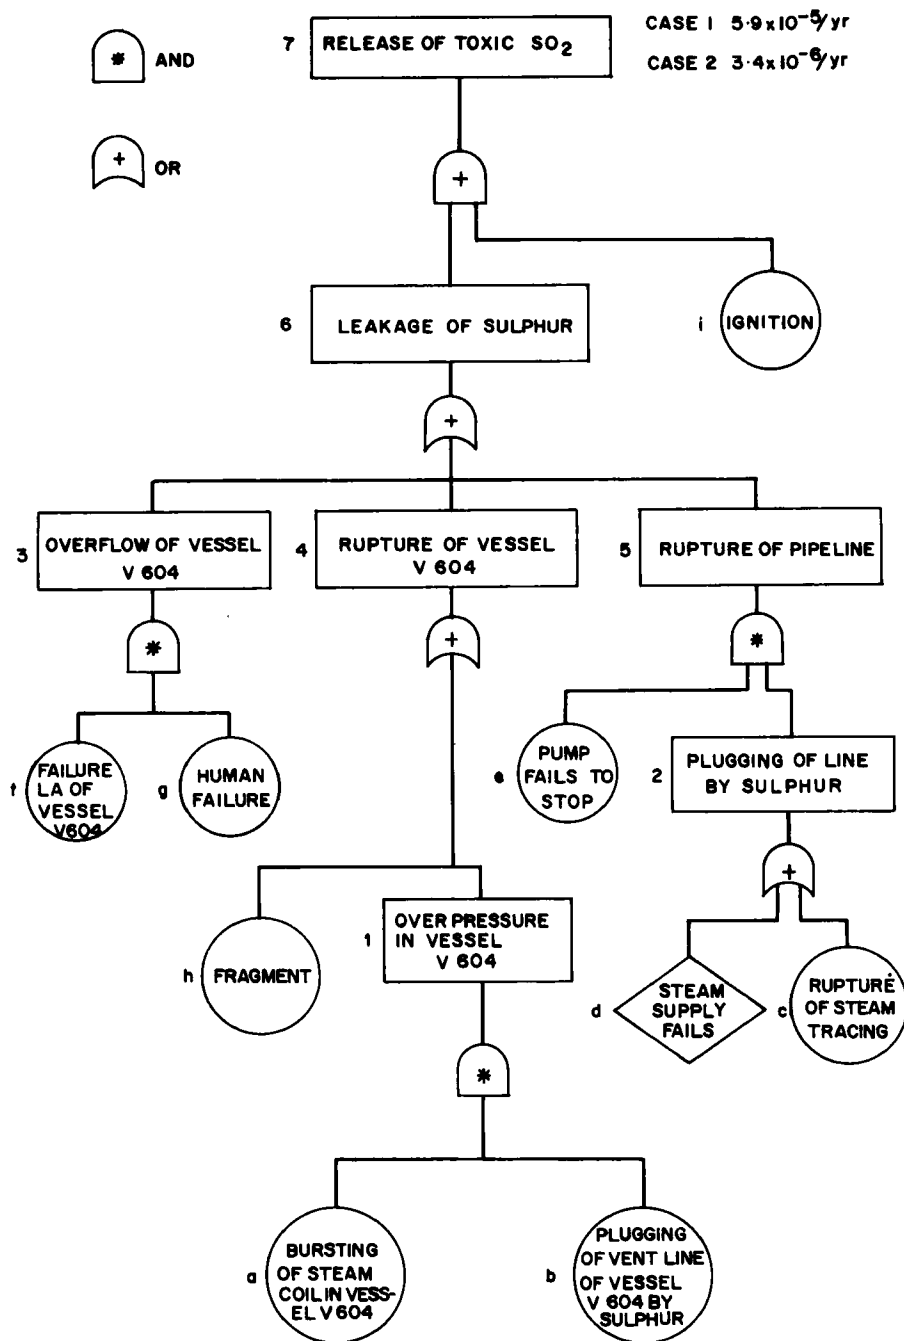 7 RELEASE OF TOXIC SO₂
CASE 1 5·9x10⁻⁵/yr
CASE 2 3·4x10⁻⁶/yr
* AND
+ OR
+
6 LEAKAGE OF SULPHUR
i IGNITION
+
3 OVERFLOW OF VESSEL
V 604
4 RUPTURE OF VESSEL
V 604
5 RUPTURE OF PIPELINE
*
+
*
f FAILURE
LA OF
VESSEL
V604
g HUMAN
FAILURE
e PUMP
FAILS TO
STOP
2 PLUGGING OF LINE
BY SULPHUR
+
h FRAGMENT
1 OVER PRESSURE
IN VESSEL
V 604
d STEAM
SUPPLY
FAILS
c RUPTURE
OF STEAM
TRACING
*
a BURSTING
OF STEAM
COIL IN VESS-
EL V 604
b PLUGGING
OF VENT LINE
OF VESSEL
V 604 BY
SULPHUR